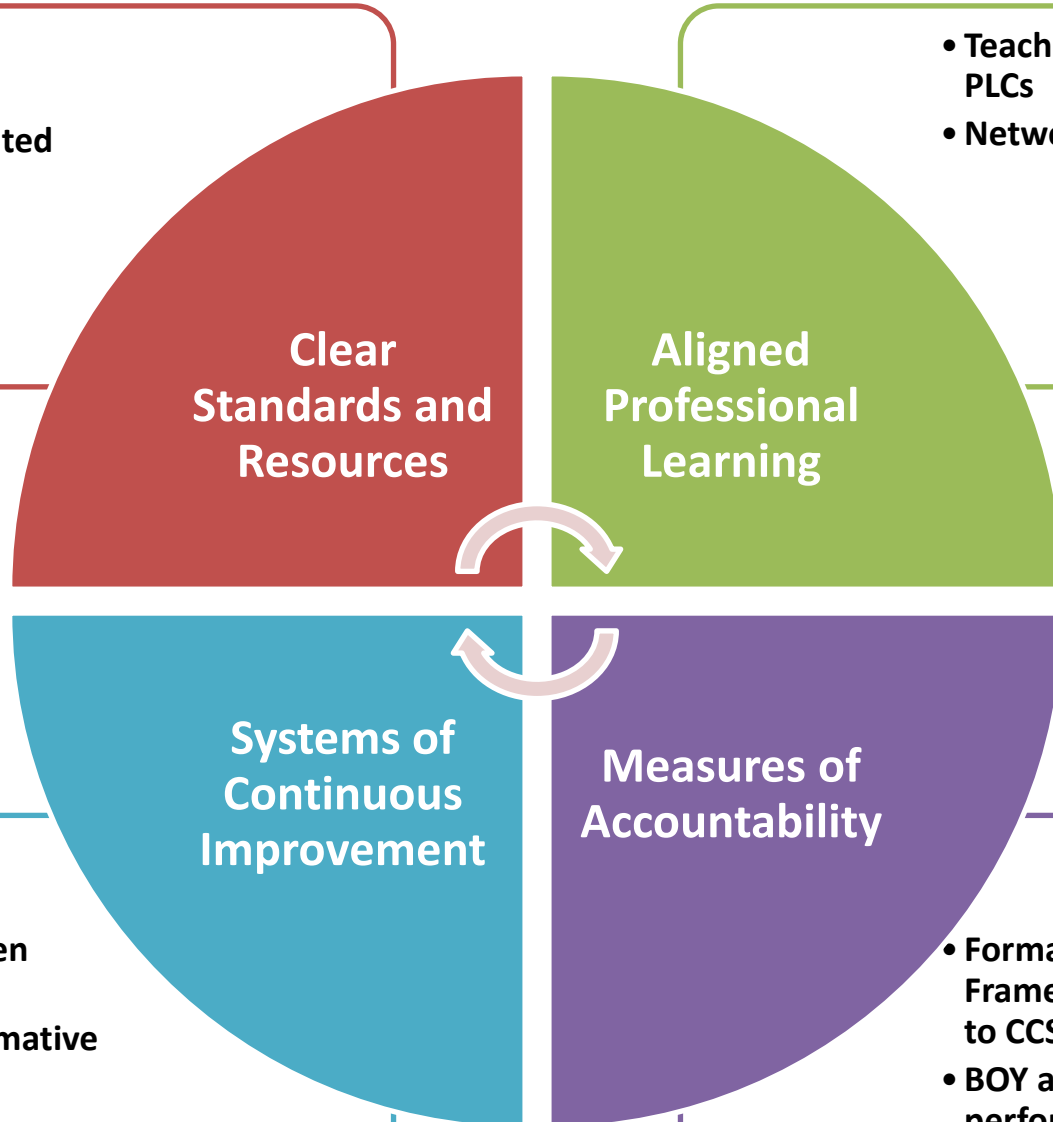 • Teach
PLCs
• Netwo
ted
Clear
Standards and
Resources
Aligned
Professional
Learning
Systems of
Continuous
Improvement
Measures of
Accountability
en
mative
• Forma
Frame
to CCS
• BOY a
perfor